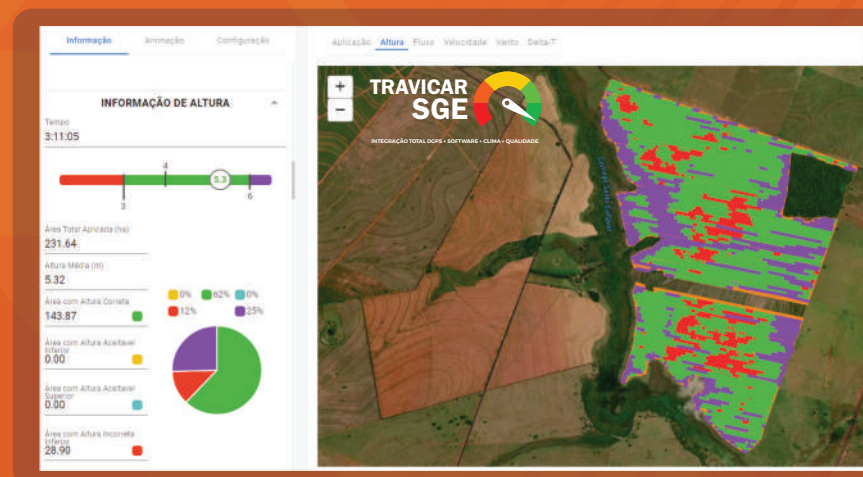 Informação Animação Configuração
Aplicação Altura Fluxo Velocidade Vento Delta-T
INFORMAÇÃO DE ALTURA
Tempo
3:11:05
4
5.3
3
6
Área Total Aplicada (ha)
231.64
Altura Média (m)
5.32
Área com Altura Correta
143.87
Área com Altura Aceitavel
Inferior
0.00
Área com Altura Aceitavel
Superior
0.00
Área com Altura Incorreta
Inferior
28.90
0% 62% 0%
12% 25%
+
−
TRAVICAR
SGE
INTEGRAÇÃO TOTAL DGPS • SOFTWARE • CLIMA • QUALIDADE.